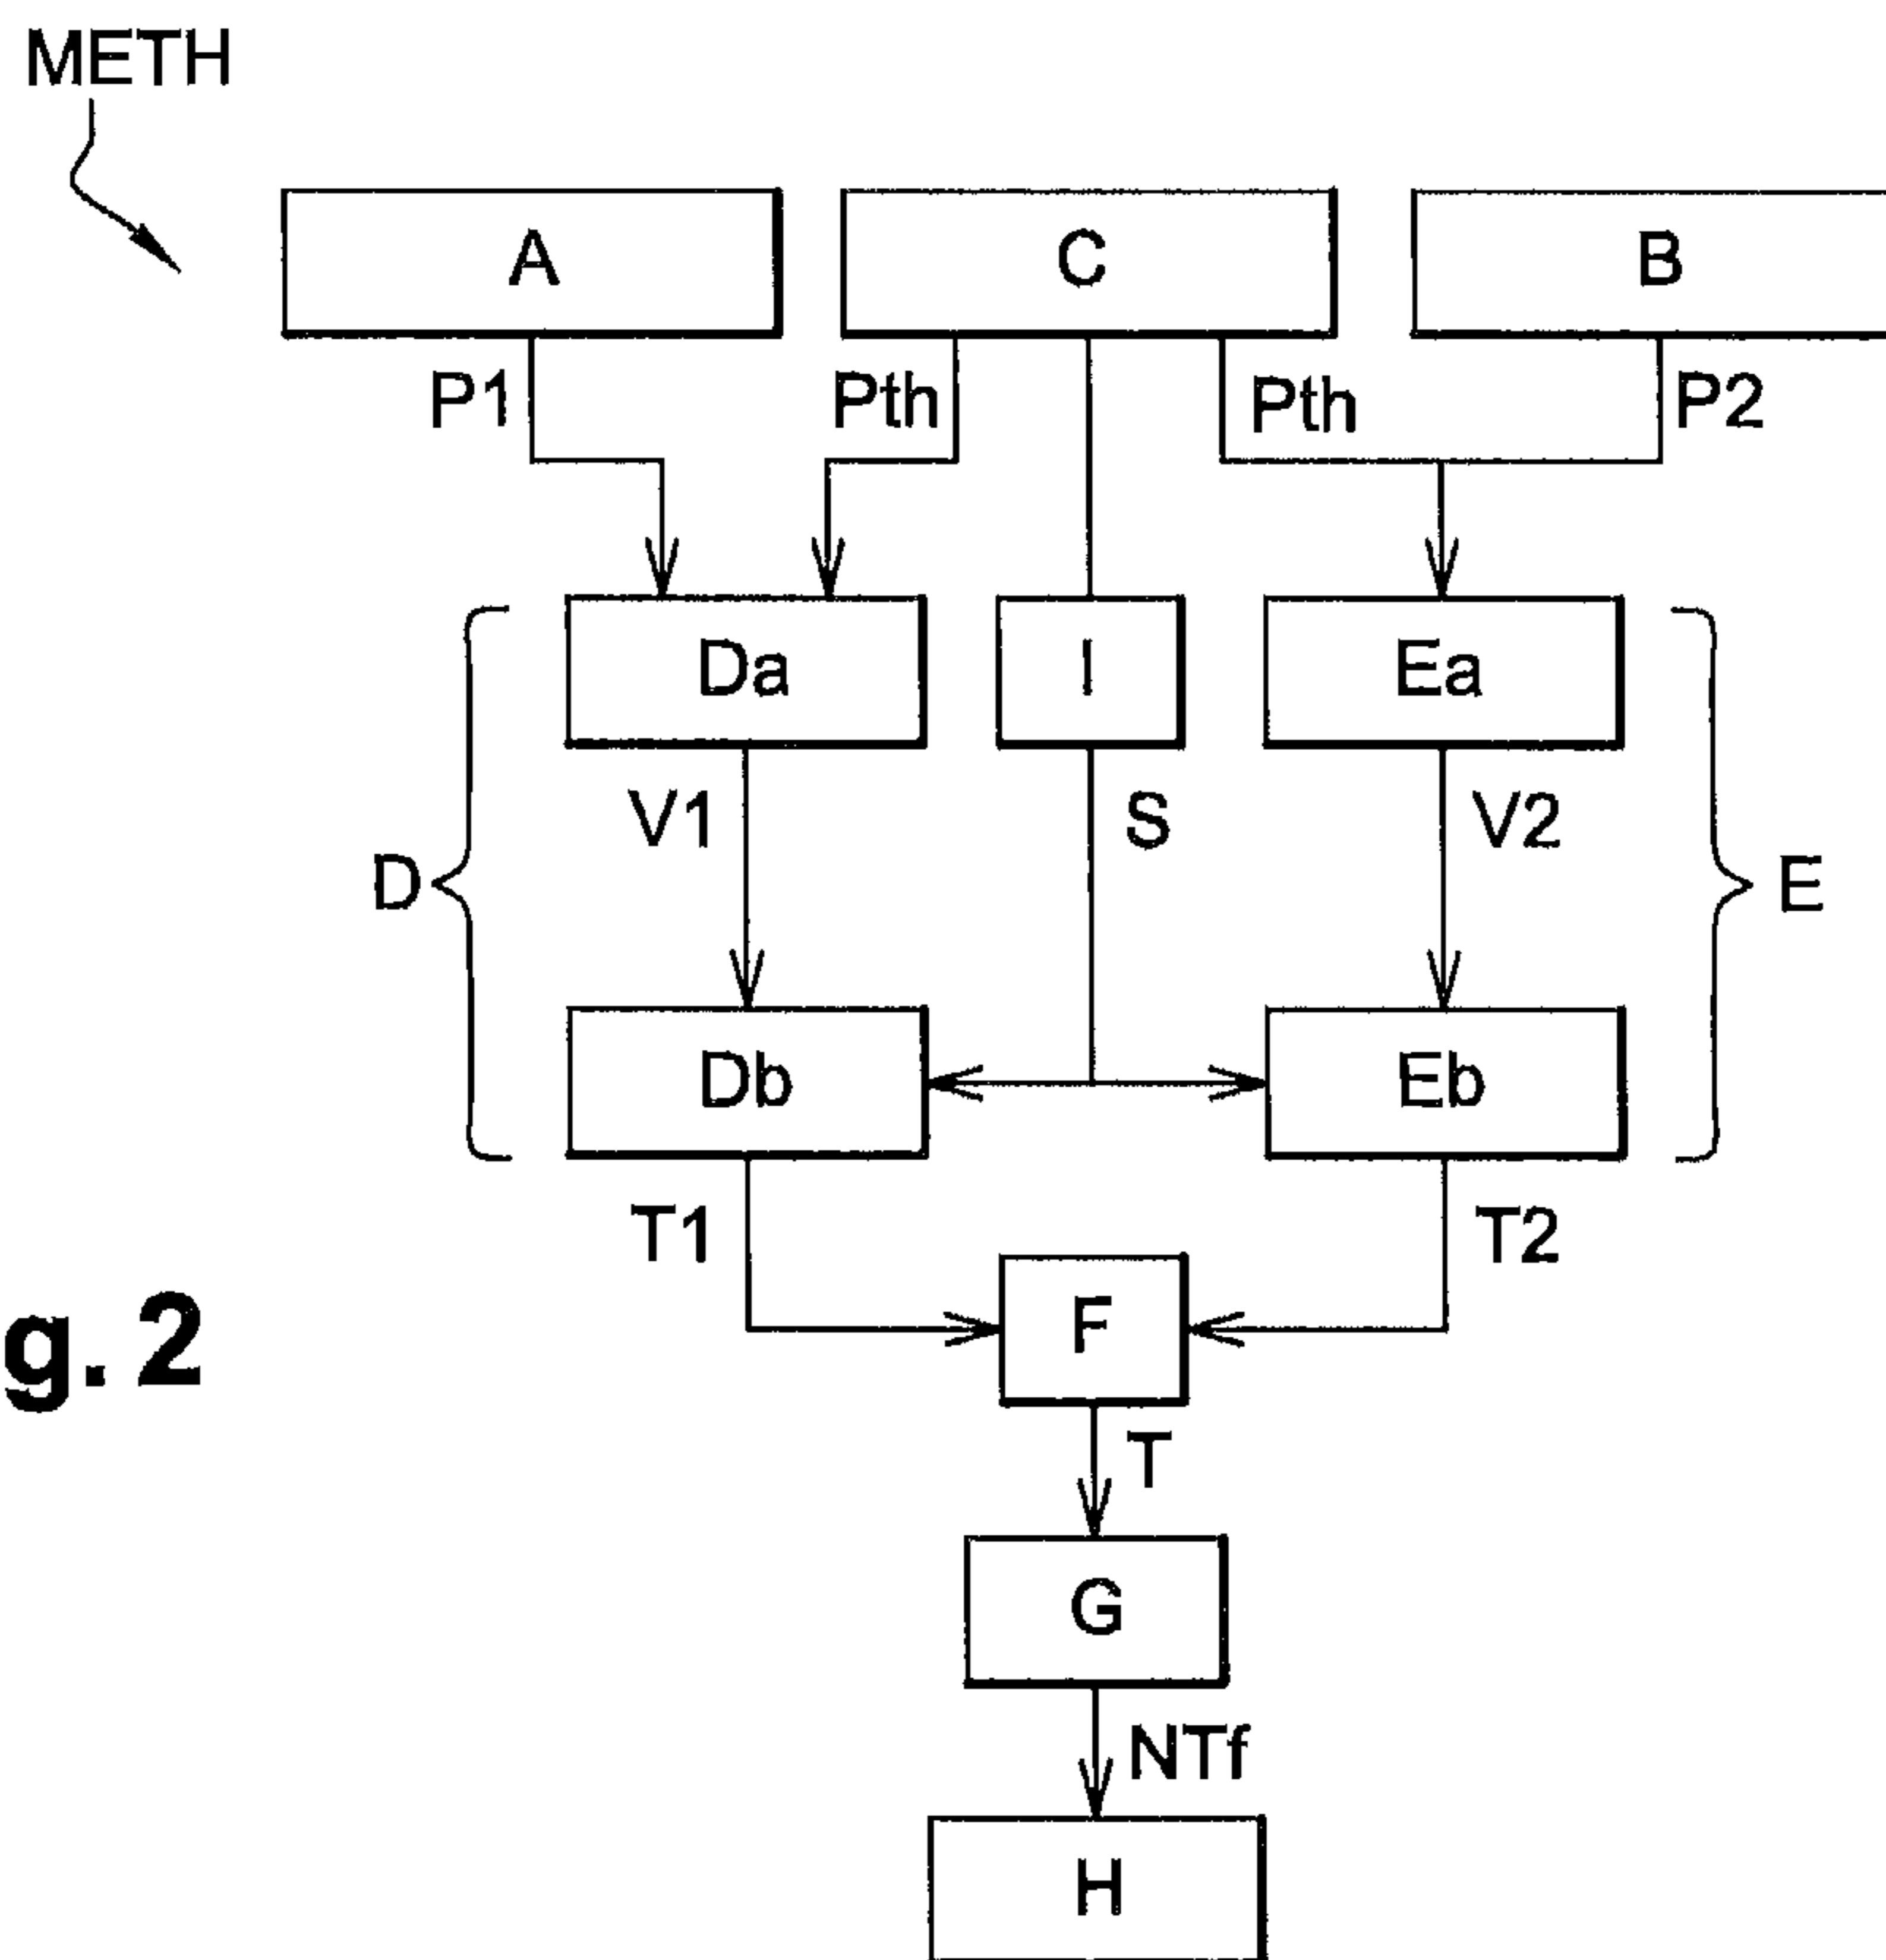 METH
A C B
P1 Pth Pth P2
Da I Ea
V1 S V2
D E
Db Eb
T1 T2
F
g. 2
T
G
NTf
H